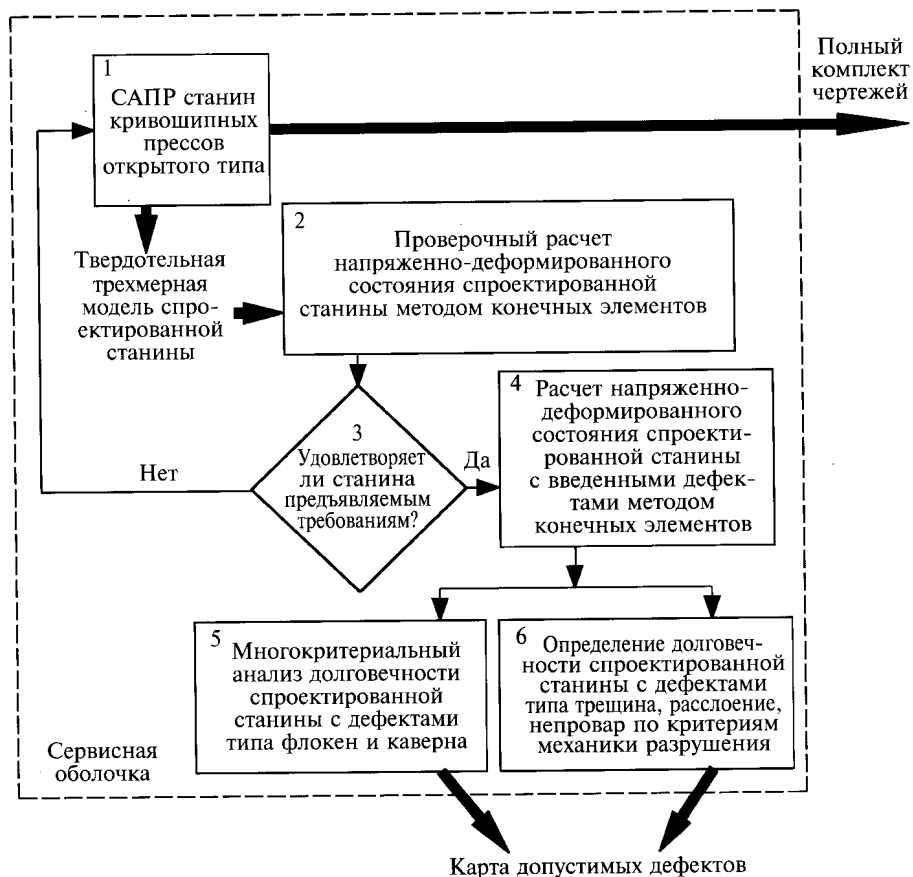 Полный
комплект
чертежей
1
САПР станин
кривошипных
прессов
открытого типа
2
Проверочный расчет
напряженно-деформированного
состояния спроектированной
станины методом конечных элементов
Твердотельная
трехмерная
модель спро-
ектированной
станины
3
Удовлетворяет
ли станина
предъявляемым
требованиям?
Нет
Да
4
Расчет напряженно-
деформированного
состояния спроекти-
рованной станины
с введенными дефек-
тами методом
конечных элементов
5
Многокритериальный
анализ долговечности
спроектированной
станины с дефектами
типа флокен и каверна
6
Определение долговеч-
ности спроектированной
станины с дефектами
типа трещина, расслоение,
непровар по критериям
механики разрушения
Сервисная
оболочка
Карта допустимых дефектов